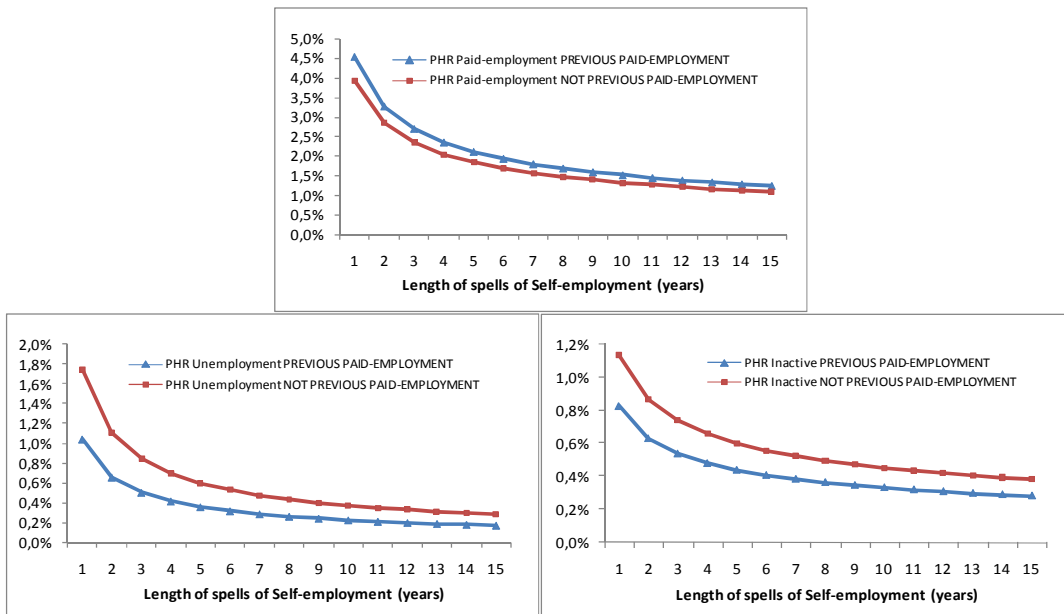 5,0%
4,5%
4,0%
3,5%
3,0%
2,5%
2,0%
1,5%
1,0%
0,5%
0,0%
PHR Paid-employment PREVIOUS PAID-EMPLOYMENT
PHR Paid-employment NOT PREVIOUS PAID-EMPLOYMENT
1 2 3 4 5 6 7 8 9 10 11 12 13 14 15
Length of spells of Self-employment (years)
2,0%
1,8%
1,6%
1,4%
1,2%
1,0%
0,8%
0,6%
0,4%
0,2%
0,0%
PHR Unemployment PREVIOUS PAID-EMPLOYMENT
PHR Unemployment NOT PREVIOUS PAID-EMPLOYMENT
1 2 3 4 5 6 7 8 9 10 11 12 13 14 15
Length of spells of Self-employment (years)
1,2%
1,0%
0,8%
0,6%
0,4%
0,2%
0,0%
PHR Inactive PREVIOUS PAID-EMPLOYMENT
PHR Inactive NOT PREVIOUS PAID-EMPLOYMENT
1 2 3 4 5 6 7 8 9 10 11 12 13 14 15
Length of spells of Self-employment (years)